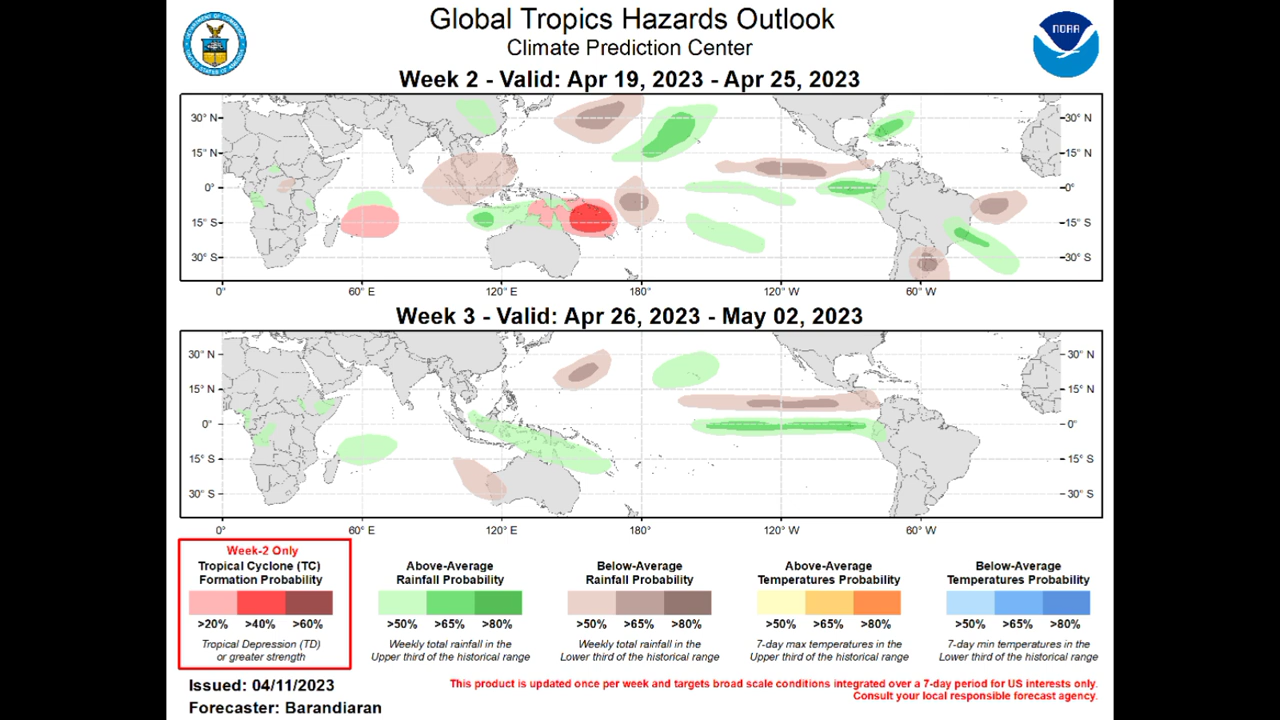 Global Tropics Hazards Outlook
Climate Prediction Center
NOAA
Week 2 - Valid: Apr 19, 2023 - Apr 25, 2023
30° N 30° N
15° N 15° N
0° 0°
15° S 15° S
30° S 30° S
0° 60° E 120° E 180° 120° W 60° W
Week 3 - Valid: Apr 26, 2023 - May 02, 2023
30° N 30° N
15° N 15° N
0° 0°
15° S 15° S
30° S 30° S
0° 60° E 120° E 180° 120° W 60° W
Week-2 Only
Tropical Cyclone (TC)
Formation Probability
>20% >40% >60%
Tropical Depression (TD)
or greater strength
Above-Average
Rainfall Probability
>50% >65% >80%
Weekly total rainfall in the
Upper third of the historical range
Below-Average
Rainfall Probability
>50% >65% >80%
Weekly total rainfall in the
Lower third of the historical range
Above-Average
Temperatures Probability
>50% >65% >80%
7-day max temperatures in the
Upper third of the historical range
Below-Average
Temperatures Probability
>50% >65% >80%
7-day min temperatures in the
Lower third of the historical range
Issued: 04/11/2023
Forecaster: Barandiaran
This product is updated once per week and targets broad scale conditions integrated over a 7-day period for US interests only.
Consult your local responsible forecast agency.